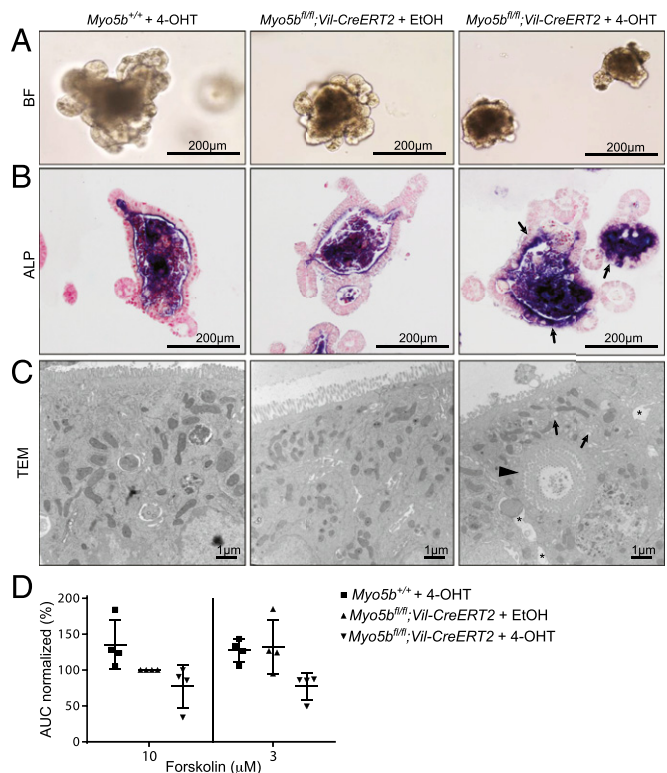 Myo5b+/+ + 4-OHT
Myo5bfl/fl;Vil-CreERT2 + EtOH
Myo5bfl/fl;Vil-CreERT2 + 4-OHT
A
BF
200µm
200µm
200µm
B
ALP
200µm
200µm
200µm
C
TEM
*
*
*
1µm
1µm
1µm
D
AUC normalized (%)
200
150
100
50
0
10
3
Forskolin (µM)
Myo5b+/+ + 4-OHT
Myo5bfl/fl;Vil-CreERT2 + EtOH
Myo5bfl/fl;Vil-CreERT2 + 4-OHT